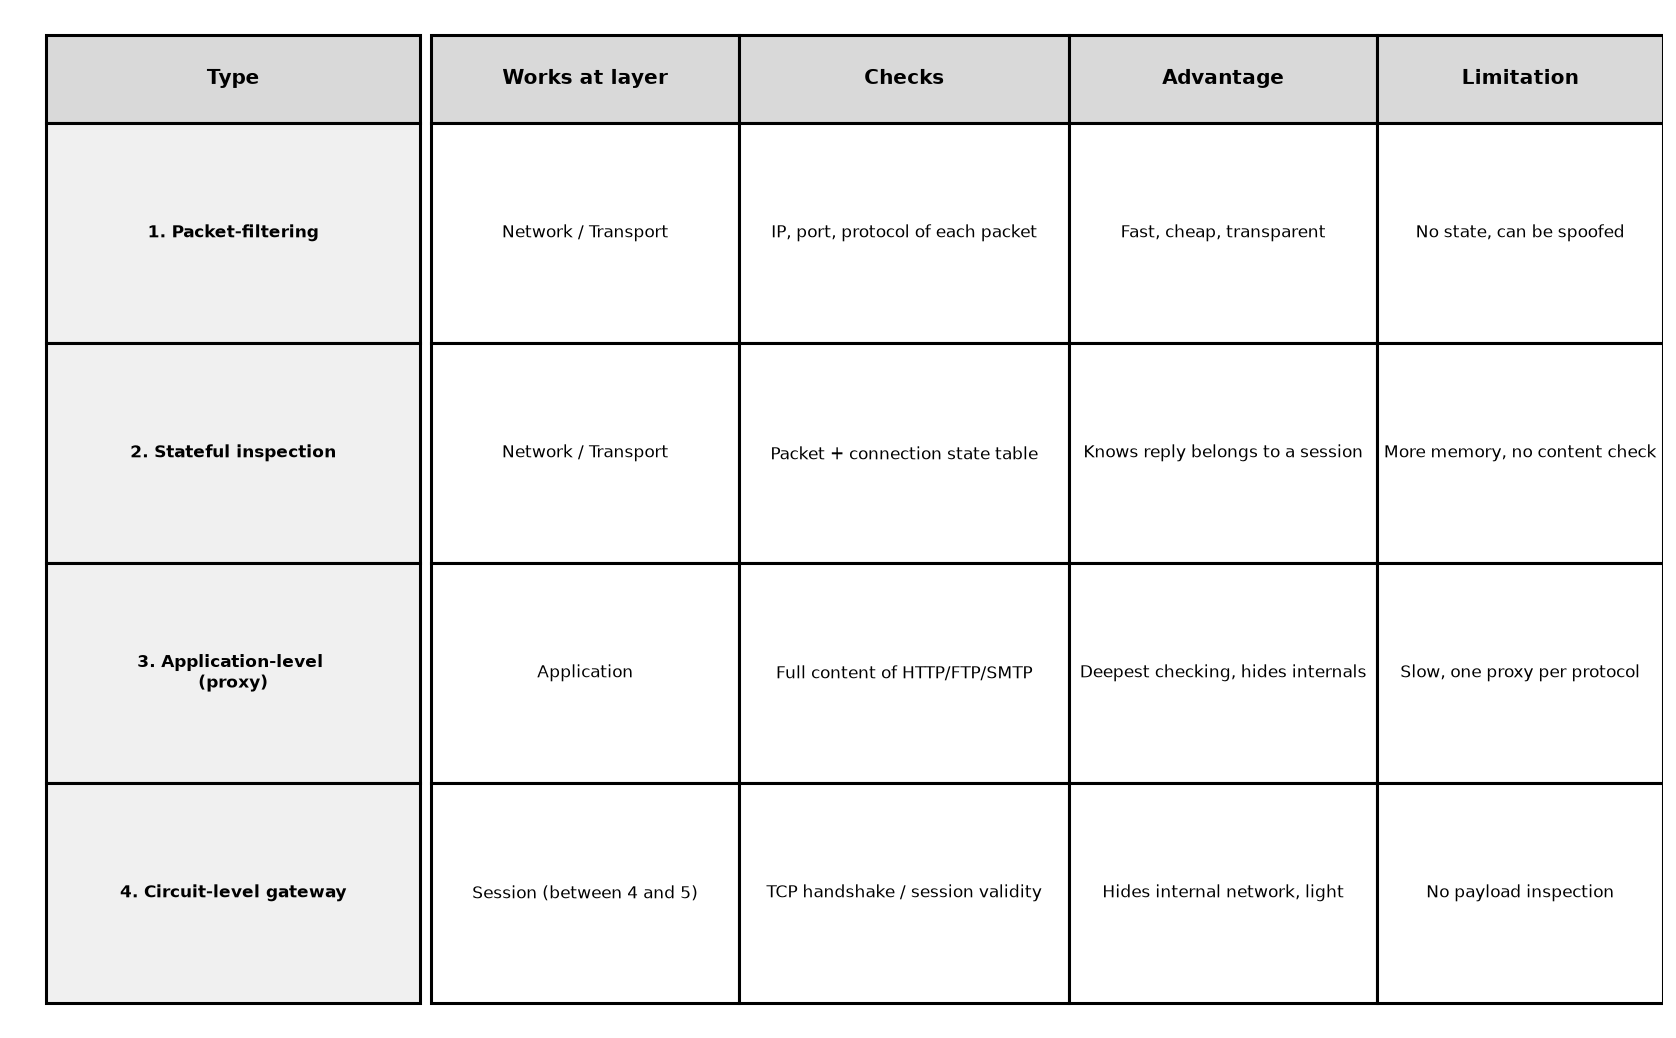 Type
Works at layer
Checks
Advantage
Limitation
1. Packet-filtering
Network / Transport
IP, port, protocol of each packet
Fast, cheap, transparent
No state, can be spoofed
2. Stateful inspection
Network / Transport
Packet + connection state table
Knows reply belongs to a session
More memory, no content check
3. Application-level
(proxy)
Application
Full content of HTTP/FTP/SMTP
Deepest checking, hides internals
Slow, one proxy per protocol
4. Circuit-level gateway
Session (between 4 and 5)
TCP handshake / session validity
Hides internal network, light
No payload inspection